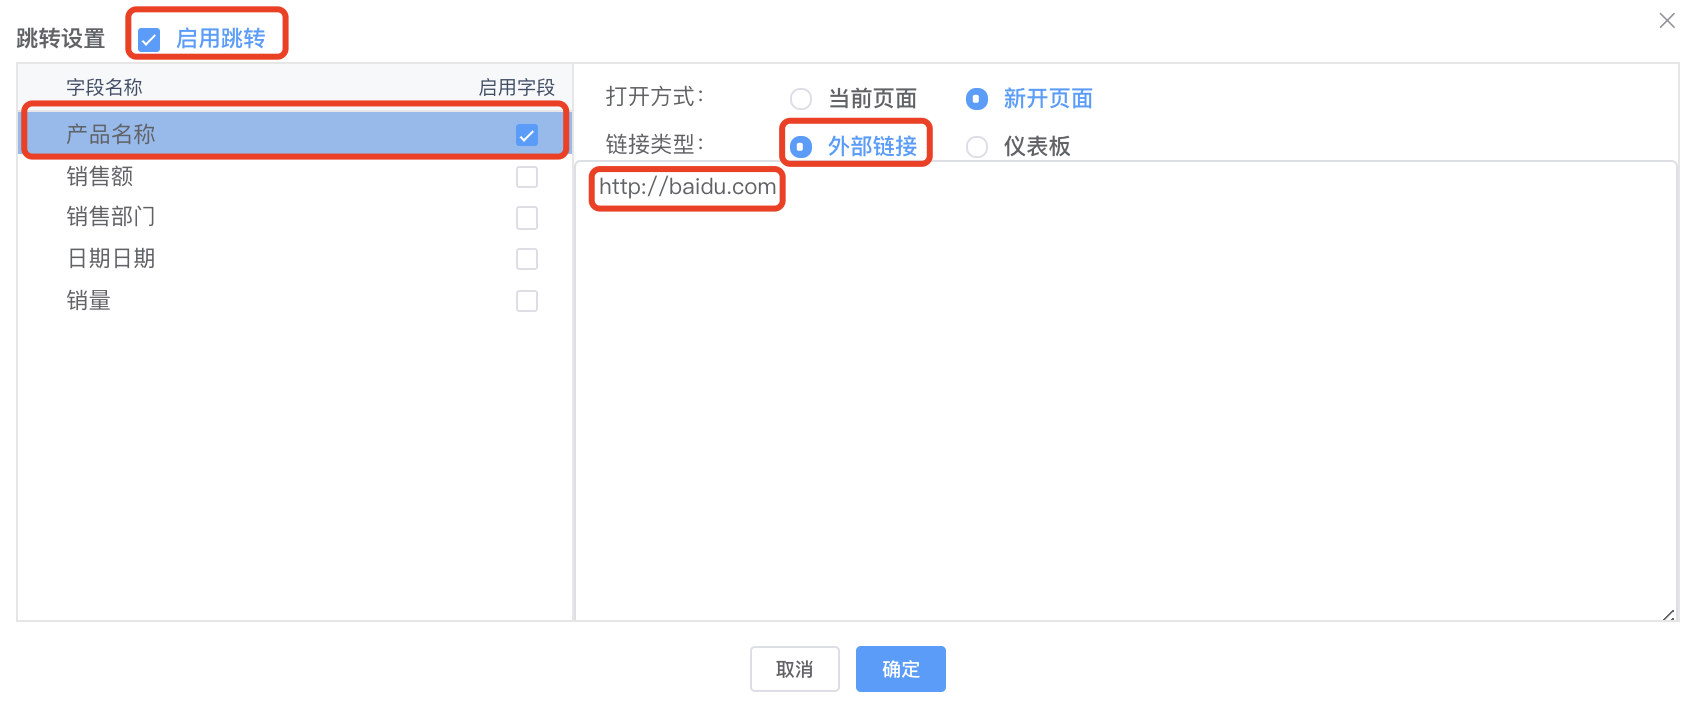 跳转设置 启用跳转
字段名称 启用字段
产品名称
销售额
销售部门
日期日期
销量
打开方式： 当前页面 新开页面
链接类型： 外部链接 仪表板
http://baidu.com
取消 确定